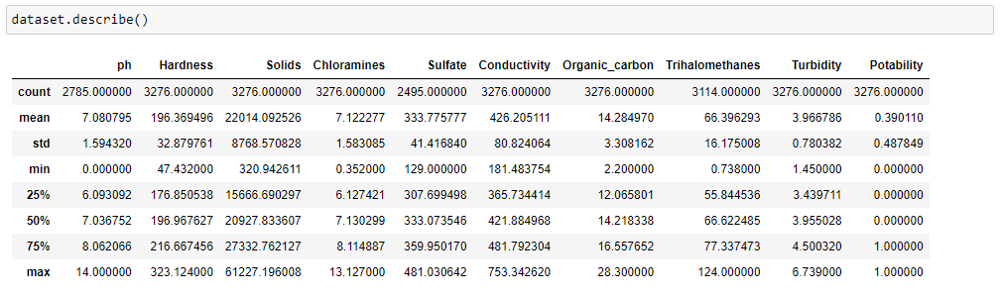 dataset.describe()
ph Hardness Solids Chloramines Sulfate Conductivity Organic_carbon Trihalomethanes Turbidity Potability
count 2785.000000 3276.000000 3276.000000 3276.000000 2495.000000 3276.000000 3276.000000 3114.000000 3276.000000 3276.000000
mean 7.080795 196.369496 22014.092526 7.122277 333.775777 426.205111 14.284970 66.396293 3.966786 0.390110
std 1.594320 32.879761 8768.570828 1.583085 41.416840 80.824064 3.308162 16.175008 0.780382 0.487849
min 0.000000 47.432000 320.942611 0.352000 129.000000 181.483754 2.200000 0.738000 1.450000 0.000000
25% 6.093092 176.850538 15666.690297 6.127421 307.699498 365.734414 12.065801 55.844536 3.439711 0.000000
50% 7.036752 196.967627 20927.833607 7.130299 333.073546 421.884968 14.218338 66.622485 3.955028 0.000000
75% 8.062066 216.667456 27332.762127 8.114887 359.950170 481.792304 16.557652 77.337473 4.500320 1.000000
max 14.000000 323.124000 61227.196008 13.127000 481.030642 753.342620 28.300000 124.000000 6.739000 1.000000